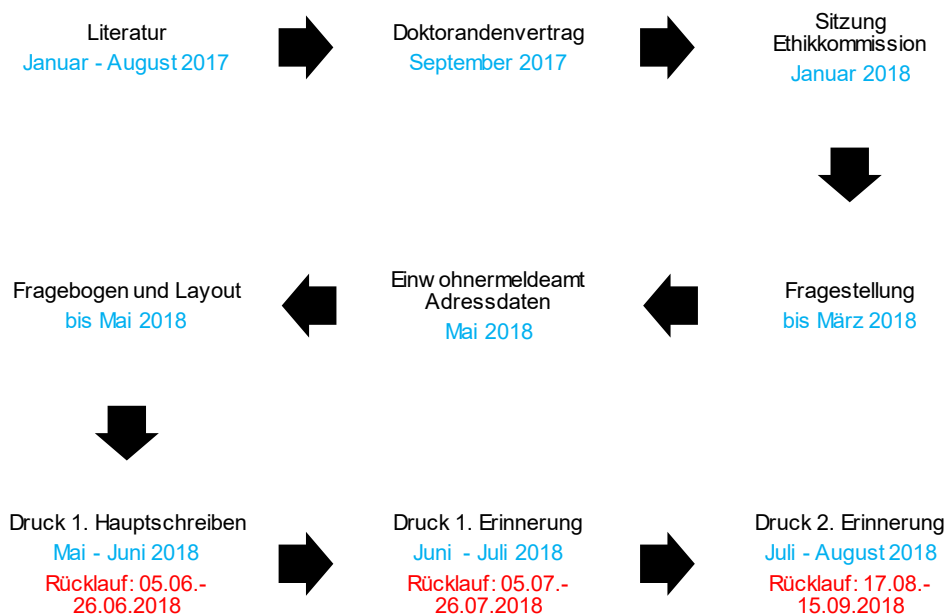 Literatur
Januar - August 2017
Doktorandenvertrag
September 2017
Sitzung
Ethikkommission
Januar 2018
Fragebogen und Layout
bis Mai 2018
Einwohnermeldeamt
Adressdaten
Mai 2018
Fragestellung
bis März 2018
Druck 1. Hauptschreiben
Mai - Juni 2018
Rücklauf: 05.06.-
26.06.2018
Druck 1. Erinnerung
Juni - Juli 2018
Rücklauf: 05.07.-
26.07.2018
Druck 2. Erinnerung
Juli - August 2018
Rücklauf: 17.08.-
15.09.2018